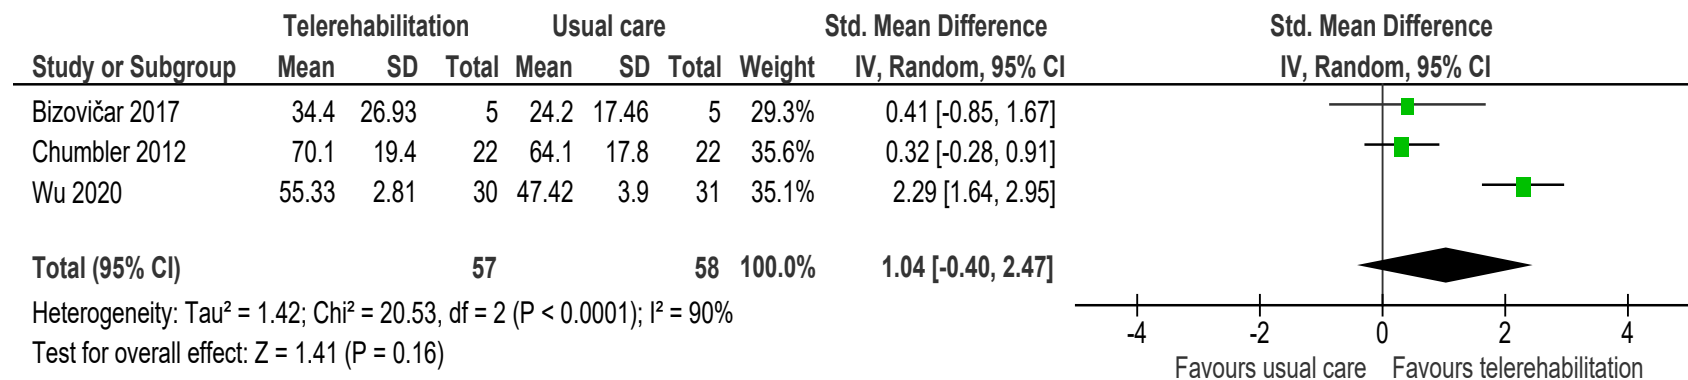 Telerehabilitation Usual care Std. Mean Difference Std. Mean Difference
Study or Subgroup Mean SD Total Mean SD Total Weight IV, Random, 95% CI IV, Random, 95% CI
Bizovičar 2017 34.4 26.93 5 24.2 17.46 5 29.3% 0.41 [-0.85, 1.67]
Chumbler 2012 70.1 19.4 22 64.1 17.8 22 35.6% 0.32 [-0.28, 0.91]
Wu 2020 55.33 2.81 30 47.42 3.9 31 35.1% 2.29 [1.64, 2.95]
Total (95% CI) 57 58 100.0% 1.04 [-0.40, 2.47]
Heterogeneity: Tau² = 1.42; Chi² = 20.53, df = 2 (P < 0.0001); I² = 90%
Test for overall effect: Z = 1.41 (P = 0.16)
-4 -2 0 2 4
Favours usual care Favours telerehabilitation